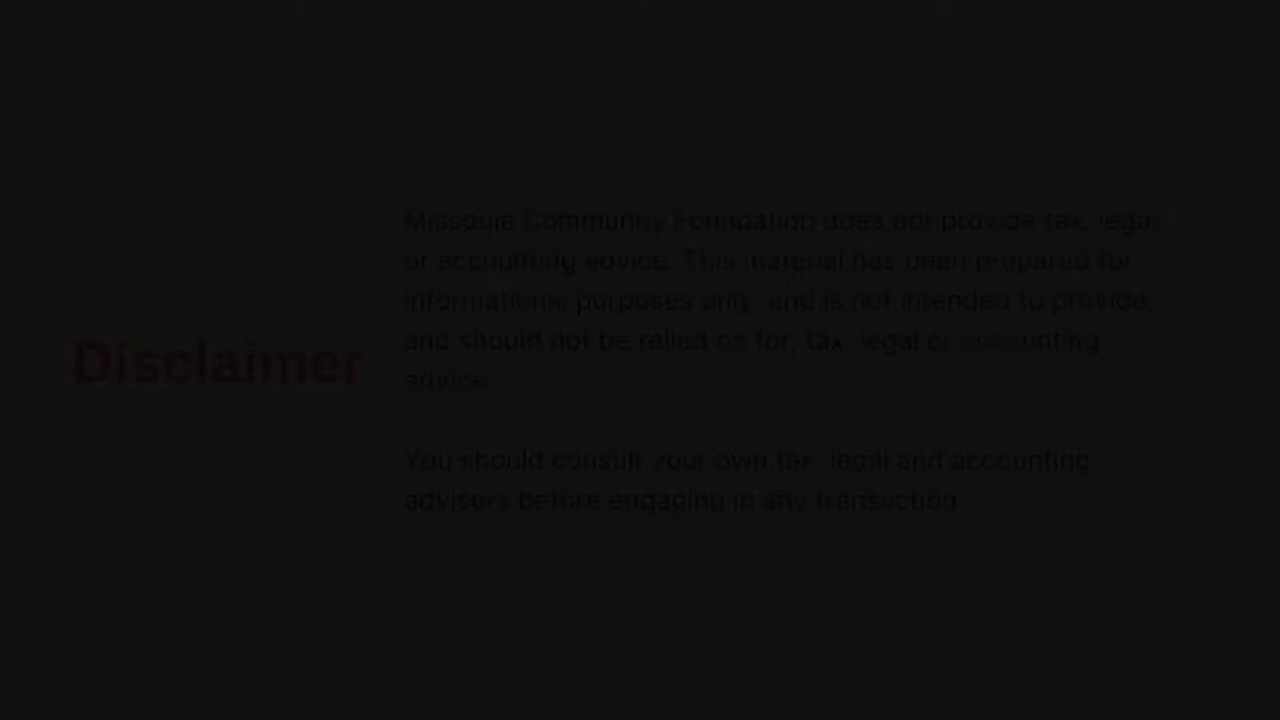 Disclaimer
Missoula Community Foundation does not provide tax, legal
or accounting advice. This material has been prepared for
informational purposes only, and is not intended to provide,
and should not be relied on for, tax, legal or accounting
advice.
You should consult your own tax, legal and accounting
advisors before engaging in any transaction.